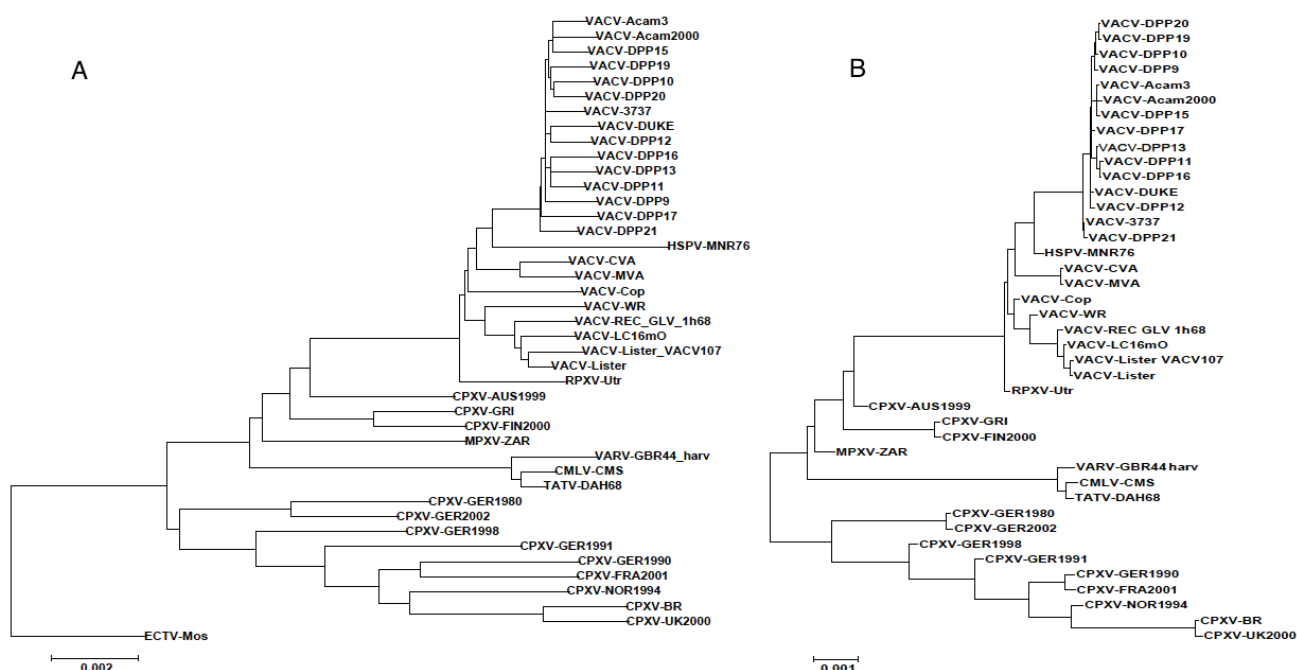 A
VACV-Acam3
VACV-Acam2000
VACV-DPP15
VACV-DPP19
VACV-DPP10
VACV-DPP20
VACV-3737
VACV-DUKE
VACV-DPP12
VACV-DPP16
VACV-DPP13
VACV-DPP11
VACV-DPP9
VACV-DPP17
VACV-DPP21
HSPV-MNR76
VACV-CVA
VACV-MVA
VACV-Cop
VACV-WR
VACV-REC_GLV_1h68
VACV-LC16mO
VACV-Lister_VACV107
VACV-Lister
RPXV-Utr
CPXV-AUS1999
CPXV-GRI
CPXV-FIN2000
MPXV-ZAR
VARV-GBR44_harv
CMLV-CMS
TATV-DAH68
CPXV-GER1980
CPXV-GER2002
CPXV-GER1998
CPXV-GER1991
CPXV-GER1990
CPXV-FRA2001
CPXV-NOR1994
CPXV-BR
CPXV-UK2000
ECTV-Mos
0.002
B
VACV-DPP20
VACV-DPP19
VACV-DPP10
VACV-DPP9
VACV-Acam3
VACV-Acam2000
VACV-DPP15
VACV-DPP17
VACV-DPP13
VACV-DPP11
VACV-DPP16
VACV-DUKE
VACV-DPP12
VACV-3737
VACV-DPP21
HSPV-MNR76
VACV-CVA
VACV-MVA
VACV-Cop
VACV-WR
VACV-REC GLV 1h68
VACV-LC16mO
VACV-Lister VACV107
VACV-Lister
RPXV-Utr
CPXV-AUS1999
CPXV-GRI
CPXV-FIN2000
MPXV-ZAR
VARV-GBR44 harv
CMLV-CMS
TATV-DAH68
CPXV-GER1980
CPXV-GER2002
CPXV-GER1998
CPXV-GER1991
CPXV-GER1990
CPXV-FRA2001
CPXV-NOR1994
CPXV-BR
CPXV-UK2000
0.001